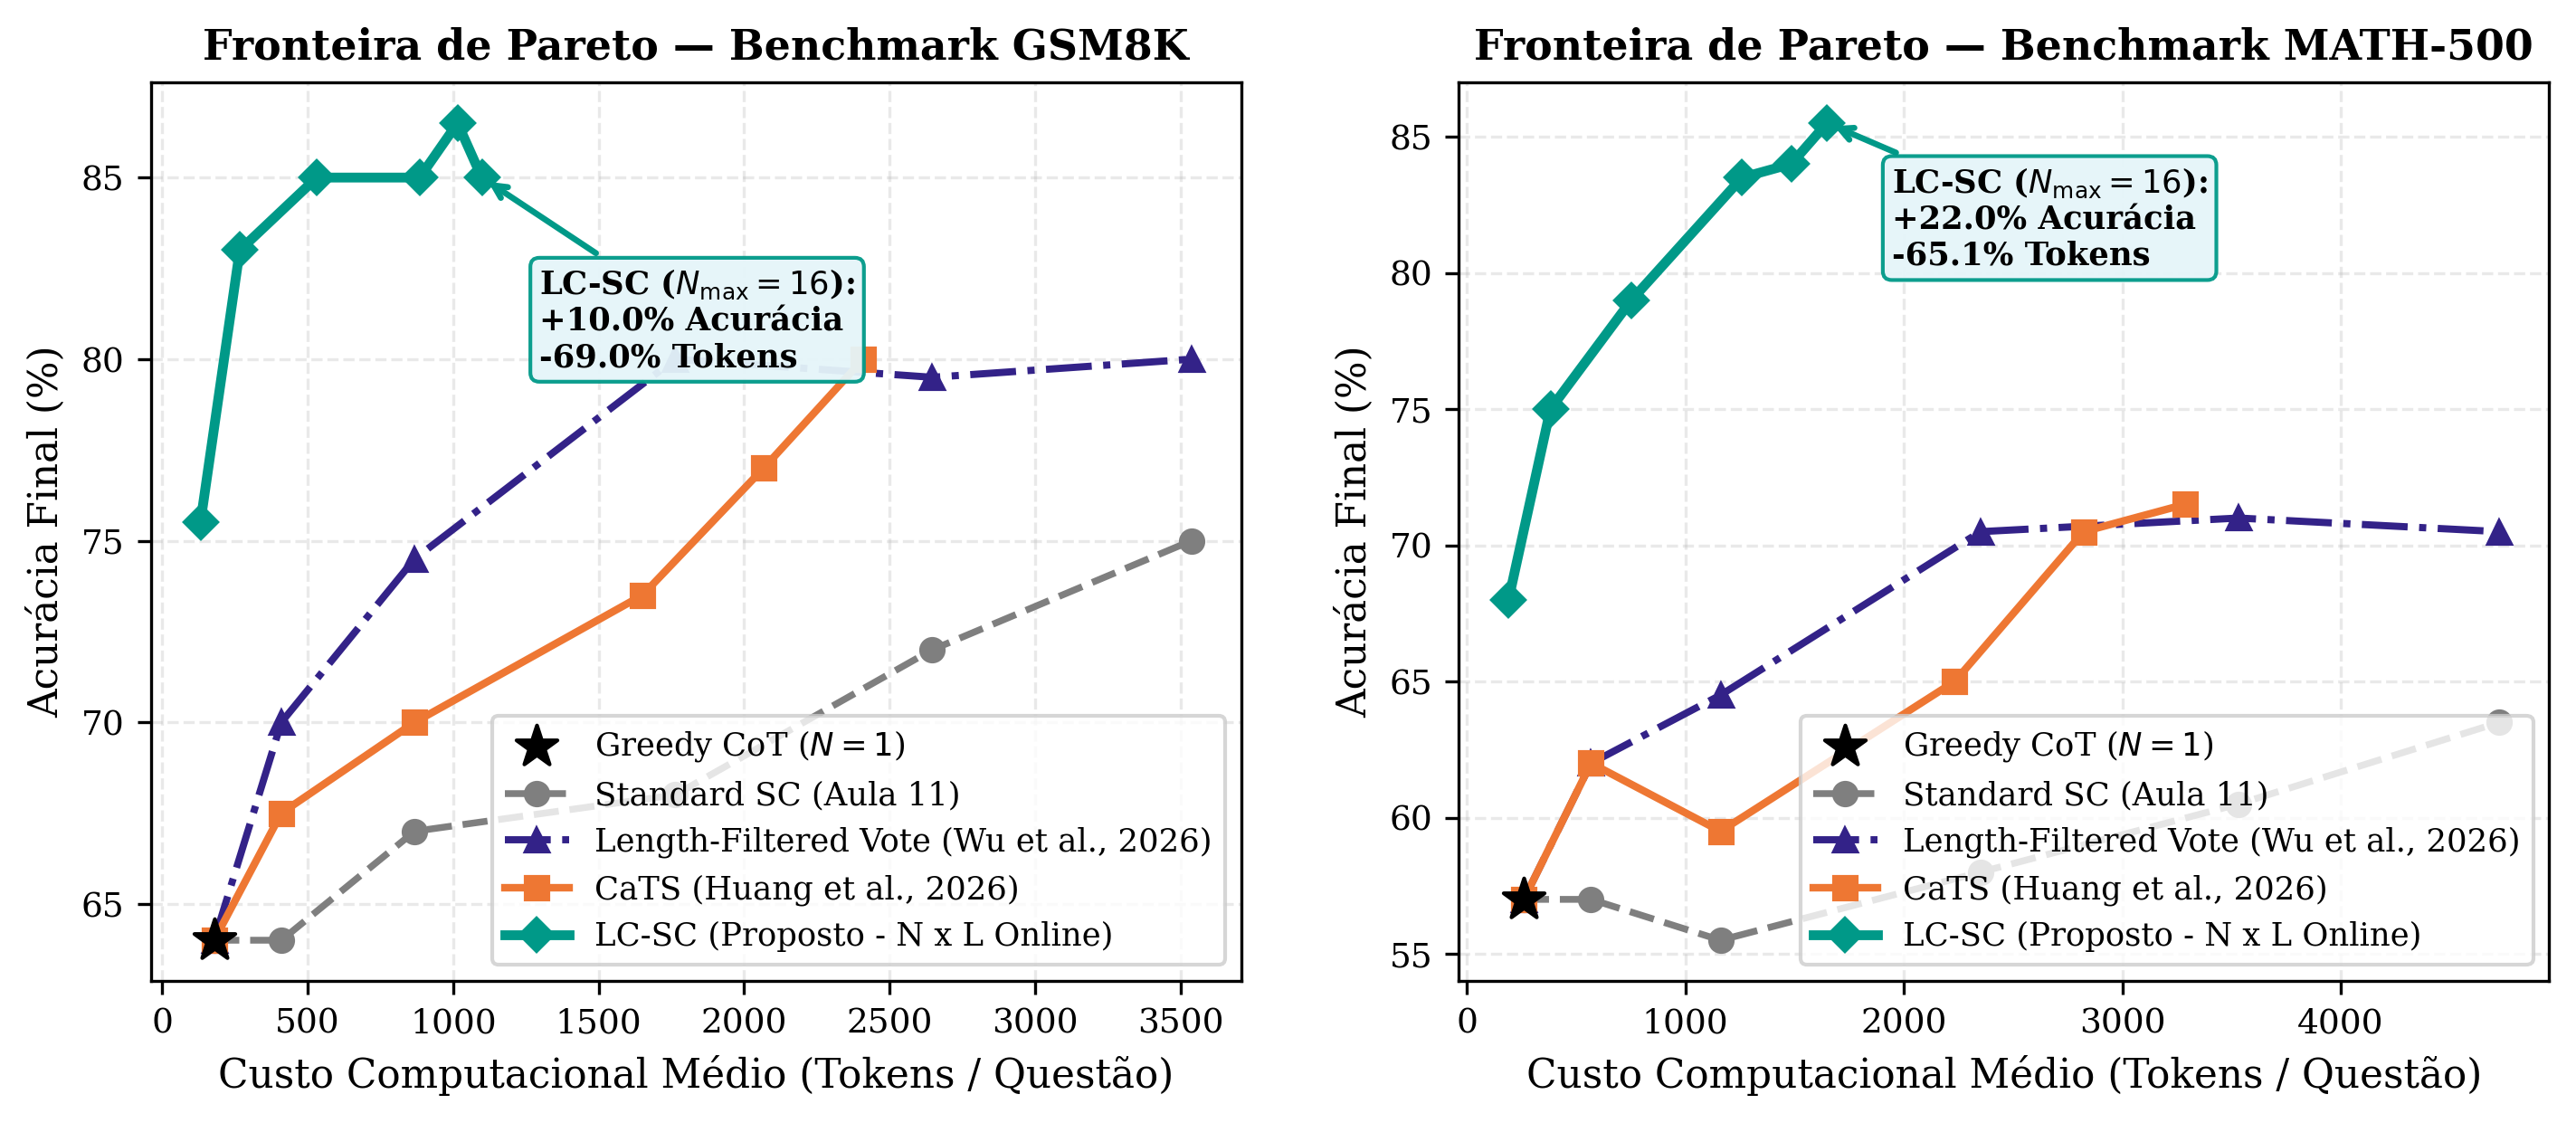 Fronteira de Pareto — Benchmark GSM8K
Acurácia Final (%)
85
80
75
70
65
LC-SC (Nmax = 16):
+10.0% Acurácia
-69.0% Tokens
Greedy CoT (N = 1)
Standard SC (Aula 11)
Length-Filtered Vote (Wu et al., 2026)
CaTS (Huang et al., 2026)
LC-SC (Proposto - N x L Online)
0 500 1000 1500 2000 2500 3000 3500
Custo Computacional Médio (Tokens / Questão)
Fronteira de Pareto — Benchmark MATH-500
Acurácia Final (%)
85
80
75
70
65
60
55
LC-SC (Nmax = 16):
+22.0% Acurácia
-65.1% Tokens
Greedy CoT (N = 1)
Standard SC (Aula 11)
Length-Filtered Vote (Wu et al., 2026)
CaTS (Huang et al., 2026)
LC-SC (Proposto - N x L Online)
0 1000 2000 3000 4000
Custo Computacional Médio (Tokens / Questão)